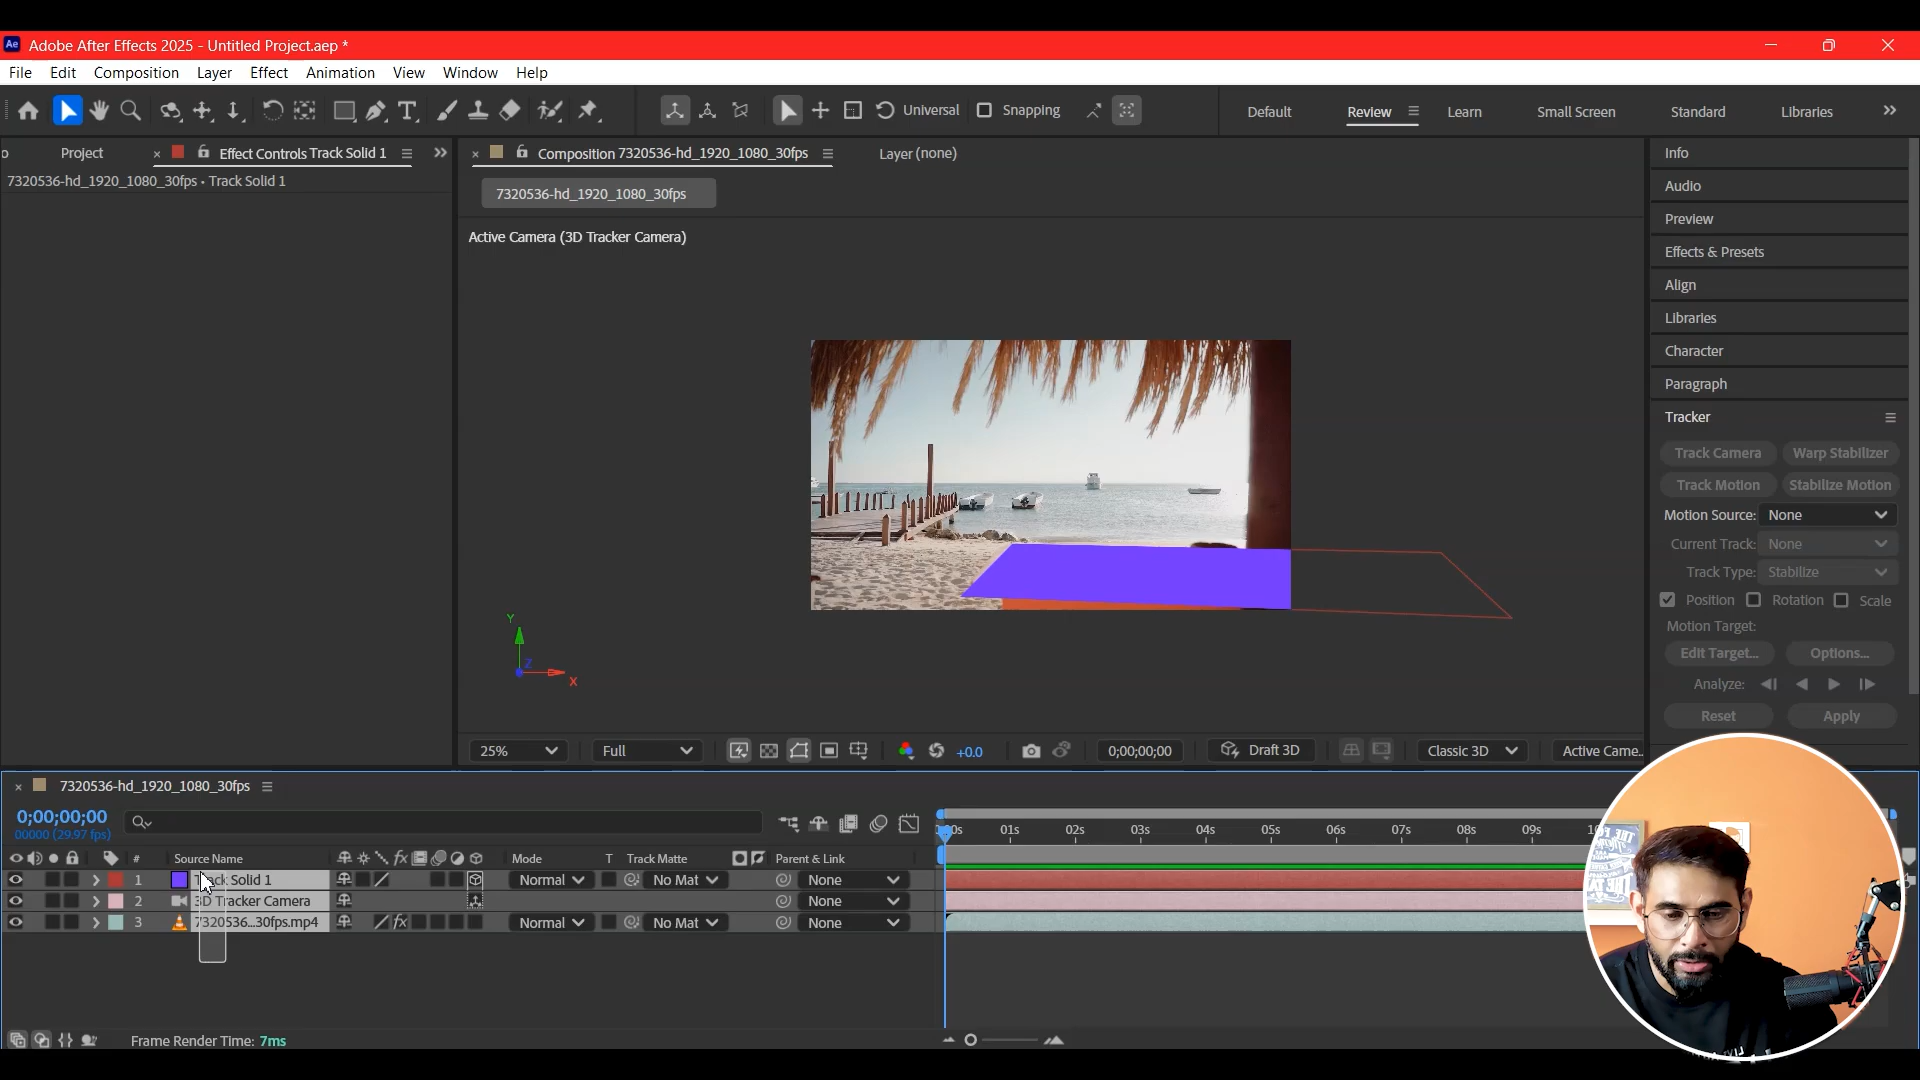 Ae Adobe After Effects 2025 - Untitled Project.aep *
File Edit Composition Layer Effect Animation View Window Help
T Universal Snapping Default Review Learn Small Screen Standard Libraries
o Project × Effect Controls Track Solid 1
× Composition 7320536-hd_1920_1080_30fps Layer (none)
7320536-hd_1920_1080_30fps • Track Solid 1
7320536-hd_1920_1080_30fps
Active Camera (3D Tracker Camera)
Info
Audio
Preview
Effects & Presets
Align
Libraries
Character
Paragraph
Tracker
Track Camera Warp Stabilizer
Track Motion Stabilize Motion
Motion Source: None
Current Track: None
Track Type: Stabilize
Position Rotation Scale
Motion Target:
Edit Target... Options...
Analyze:
Reset Apply
Y
Z
X
25% Full +0.0 0;00;00;00 Draft 3D Classic 3D Active Came...
× 7320536-hd_1920_1080_30fps
0;00;00;00
00000 (29.97 fps)
0s 01s 02s 03s 04s 05s 06s 07s 08s 09s
# Source Name fx Mode T Track Matte Parent & Link
1 Track Solid 1 Normal No Mat None
2 3D Tracker Camera None
3 7320536...30fps.mp4 fx Normal No Mat None
Frame Render Time: 7ms